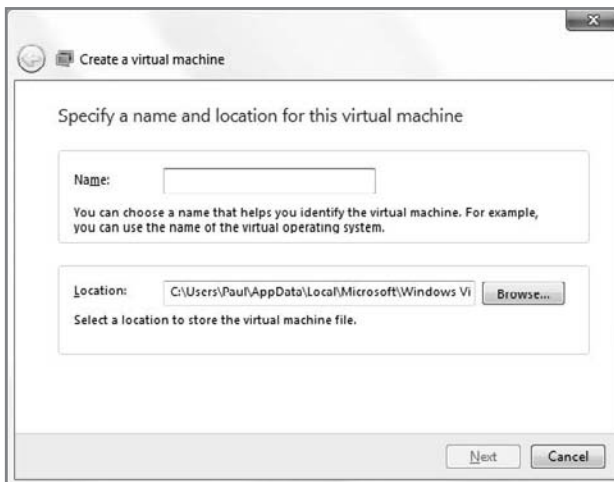 Create a virtual machine
Specify a name and location for this virtual machine
Name:
You can choose a name that helps you identify the virtual machine. For example,
you can use the name of the virtual operating system.
Location: C:\Users\Paul\AppData\Local\Microsoft\Windows Vi Browse...
Select a location to store the virtual machine file.
Next Cancel